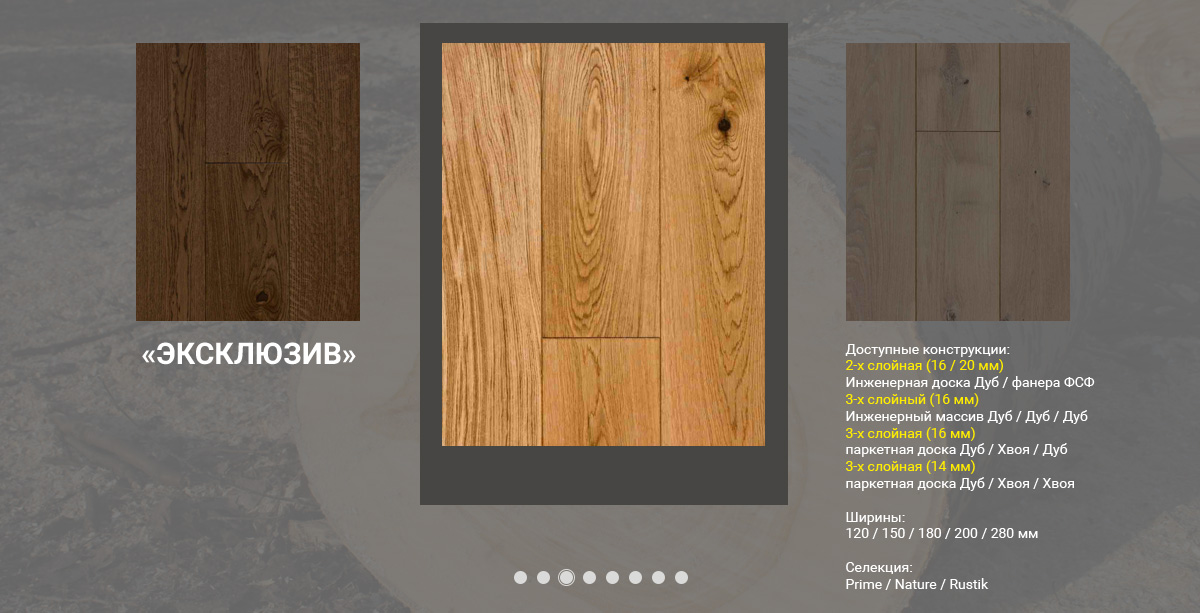 «ЭКСКЛЮЗИВ»
Доступные конструкции:
2-х слойная (16 / 20 мм)
Инженерная доска Дуб / фанера ФСФ
3-х слойный (16 мм)
Инженерный массив Дуб / Дуб / Дуб
3-х слойная (16 мм)
паркетная доска Дуб / Хвоя / Дуб
3-х слойная (14 мм)
паркетная доска Дуб / Хвоя / Хвоя
Ширины:
120 / 150 / 180 / 200 / 280 мм
Селекция:
Prime / Nature / Rustik